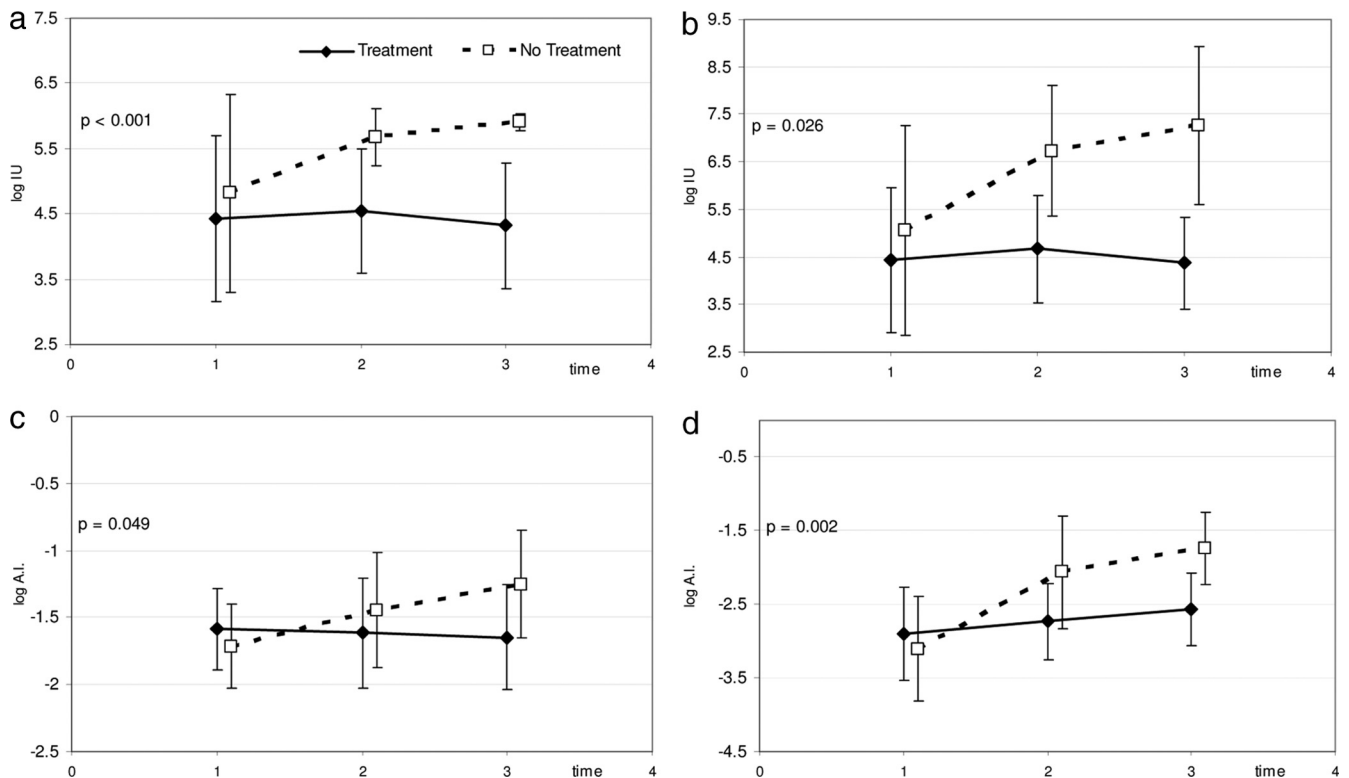 a
7.5
6.5
5.5
4.5
3.5
2.5
log IU
Treatment
No Treatment
p < 0.001
0
1
2
3
4
time
b
9.5
8.5
7.5
6.5
5.5
4.5
3.5
2.5
log IU
p = 0.026
0
1
2
3
4
time
c
0
-0.5
-1
-1.5
-2
-2.5
log A.I.
p = 0.049
0
1
2
3
4
time
d
-0.5
-1.5
-2.5
-3.5
-4.5
log A.I.
p = 0.002
0
1
2
3
4
time